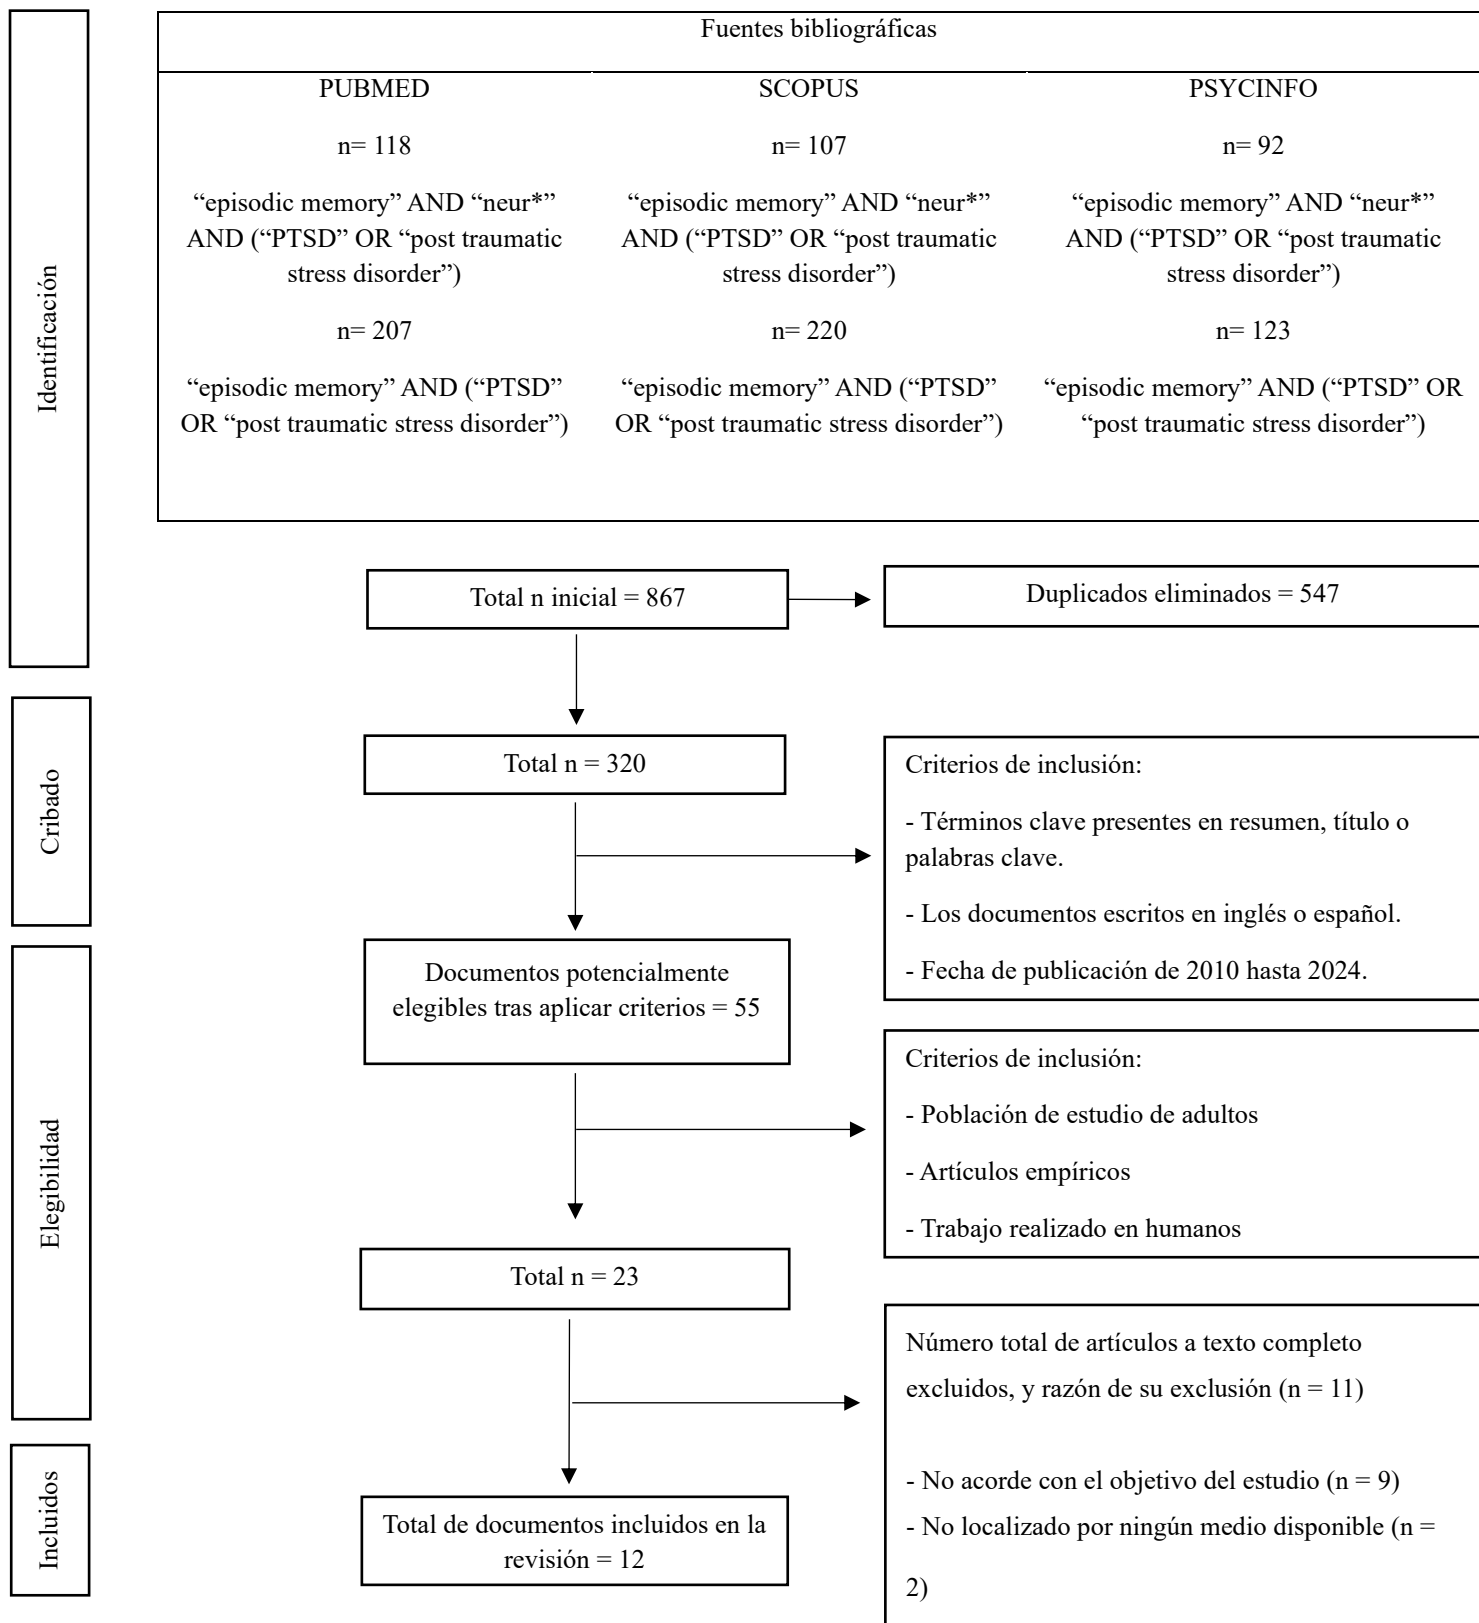 Identificación
Fuentes bibliográficas
PUBMED
n= 118
“episodic memory” AND “neur*”
AND (“PTSD” OR “post traumatic
stress disorder”)
n= 207
“episodic memory” AND (“PTSD”
OR “post traumatic stress disorder”)
SCOPUS
n= 107
“episodic memory” AND “neur*”
AND (“PTSD” OR “post traumatic
stress disorder”)
n= 220
“episodic memory” AND (“PTSD”
OR “post traumatic stress disorder”)
PSYCINFO
n= 92
“episodic memory” AND “neur*”
AND (“PTSD” OR “post traumatic
stress disorder”)
n= 123
“episodic memory” AND (“PTSD” OR
“post traumatic stress disorder”)
Total n inicial = 867
Duplicados eliminados = 547
Cribado
Total n = 320
Criterios de inclusión:
- Términos clave presentes en resumen, título o
palabras clave.
- Los documentos escritos en inglés o español.
- Fecha de publicación de 2010 hasta 2024.
Elegibilidad
Documentos potencialmente
elegibles tras aplicar criterios = 55
Criterios de inclusión:
- Población de estudio de adultos
- Artículos empíricos
- Trabajo realizado en humanos
Total n = 23
Número total de artículos a texto completo
excluidos, y razón de su exclusión (n = 11)
- No acorde con el objetivo del estudio (n = 9)
- No localizado por ningún medio disponible (n =
2)
Incluidos
Total de documentos incluidos en la
revisión = 12